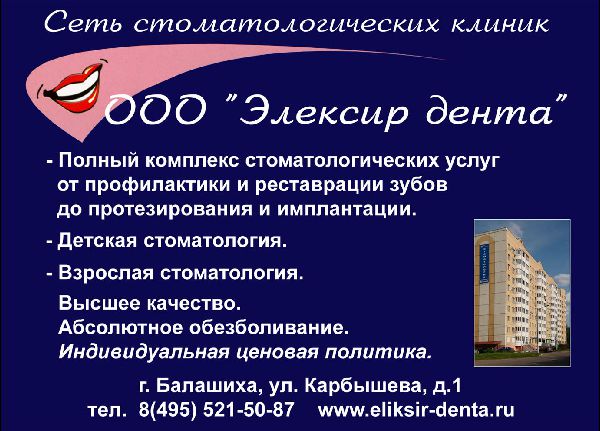 Сеть стоматологических клиник
ООО "Элексир дента"
- Полный комплекс стоматологических услуг
от профилактики и реставрации зубов
до протезирования и имплантации.
- Детская стоматология.
- Взрослая стоматология.
Высшее качество.
Абсолютное обезболивание.
Индивидуальная ценовая политика.
г. Балашиха, ул. Карбышева, д.1
тел. 8(495) 521-50-87 www.eliksir-denta.ru